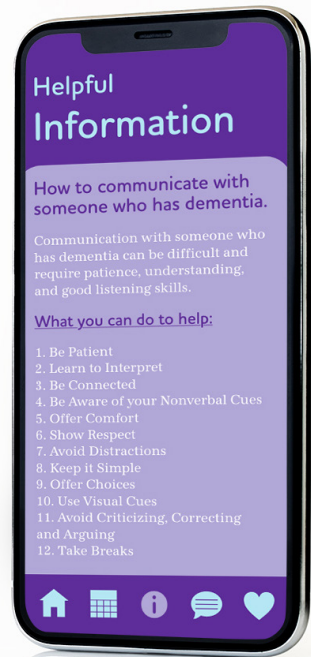 Helpful
Information
How to communicate with
someone who has dementia.
Communication with someone who
has dementia can be difficult and
require patience, understanding,
and good listening skills.
What you can do to help:
1. Be Patient
2. Learn to Interpret
3. Be Connected
4. Be Aware of your Nonverbal Cues
5. Offer Comfort
6. Show Respect
7. Avoid Distractions
8. Keep it Simple
9. Offer Choices
10. Use Visual Cues
11. Avoid Criticizing, Correcting
and Arguing
12. Take Breaks